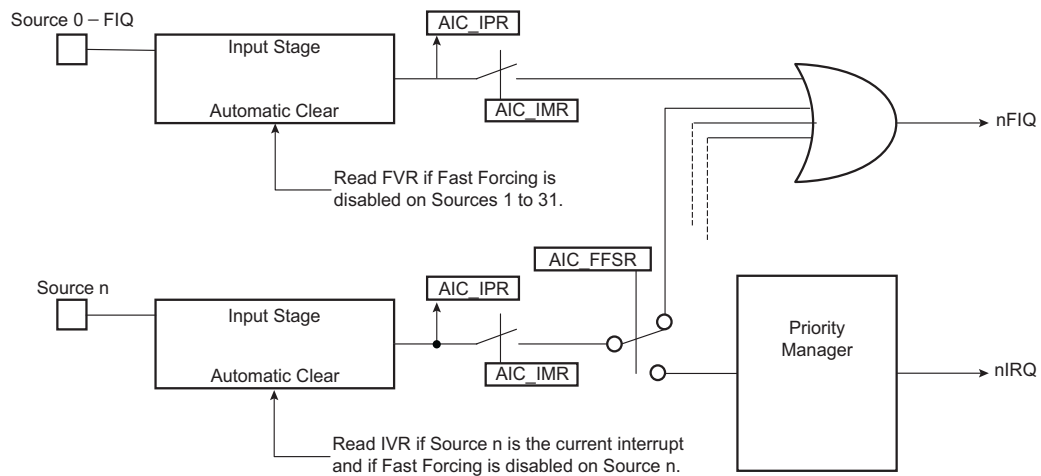 Source 0 – FIQ
AIC_IPR
Input Stage
Automatic Clear
AIC_IMR
nFIQ
Read FVR if Fast Forcing is
disabled on Sources 1 to 31.
AIC_FFSR
Source n
AIC_IPR
Input Stage
Priority
Manager
Automatic Clear
AIC_IMR
nIRQ
Read IVR if Source n is the current interrupt
and if Fast Forcing is disabled on Source n.